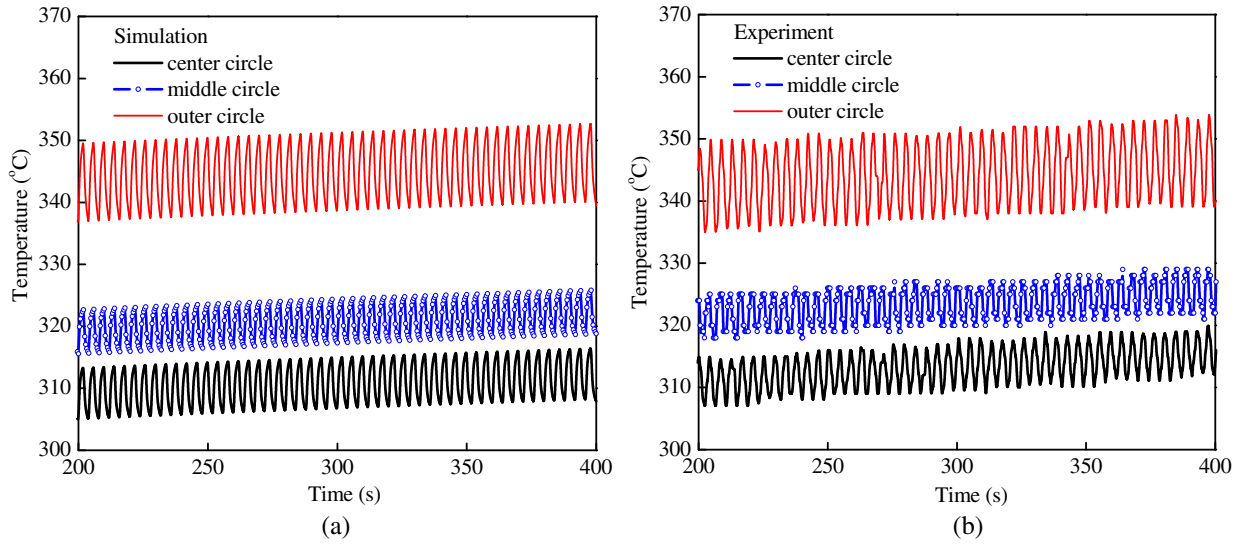 370
360
350
340
330
320
310
300
Temperature (°C)
Simulation
center circle
middle circle
outer circle
200
250
300
350
400
Time (s)
(a)
370
360
350
340
330
320
310
300
Temperature (°C)
Experiment
center circle
middle circle
outer circle
200
250
300
350
400
Time (s)
(b)